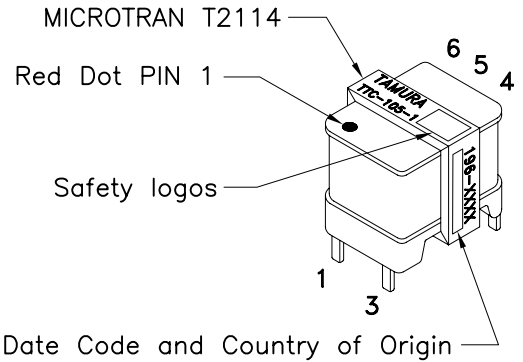 MICROTRAN T2114
6 5 4
TAMURA
TTC-105-1
Red Dot PIN 1
196-XXXX
Safety logos
1
3
Date Code and Country of Origin